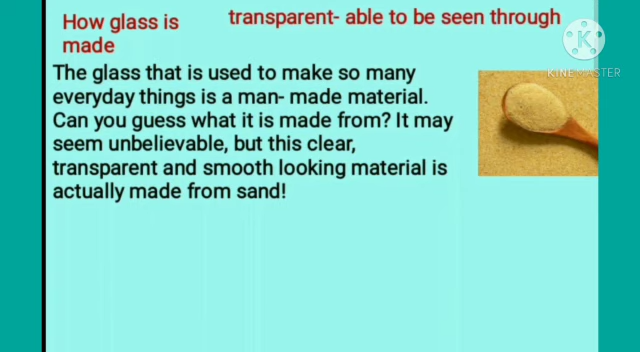 How glass is
made
transparent- able to be seen through
K
KINEMASTER
The glass that is used to make so many
everyday things is a man- made material.
Can you guess what it is made from? It may
seem unbelievable, but this clear,
transparent and smooth looking material is
actually made from sand!